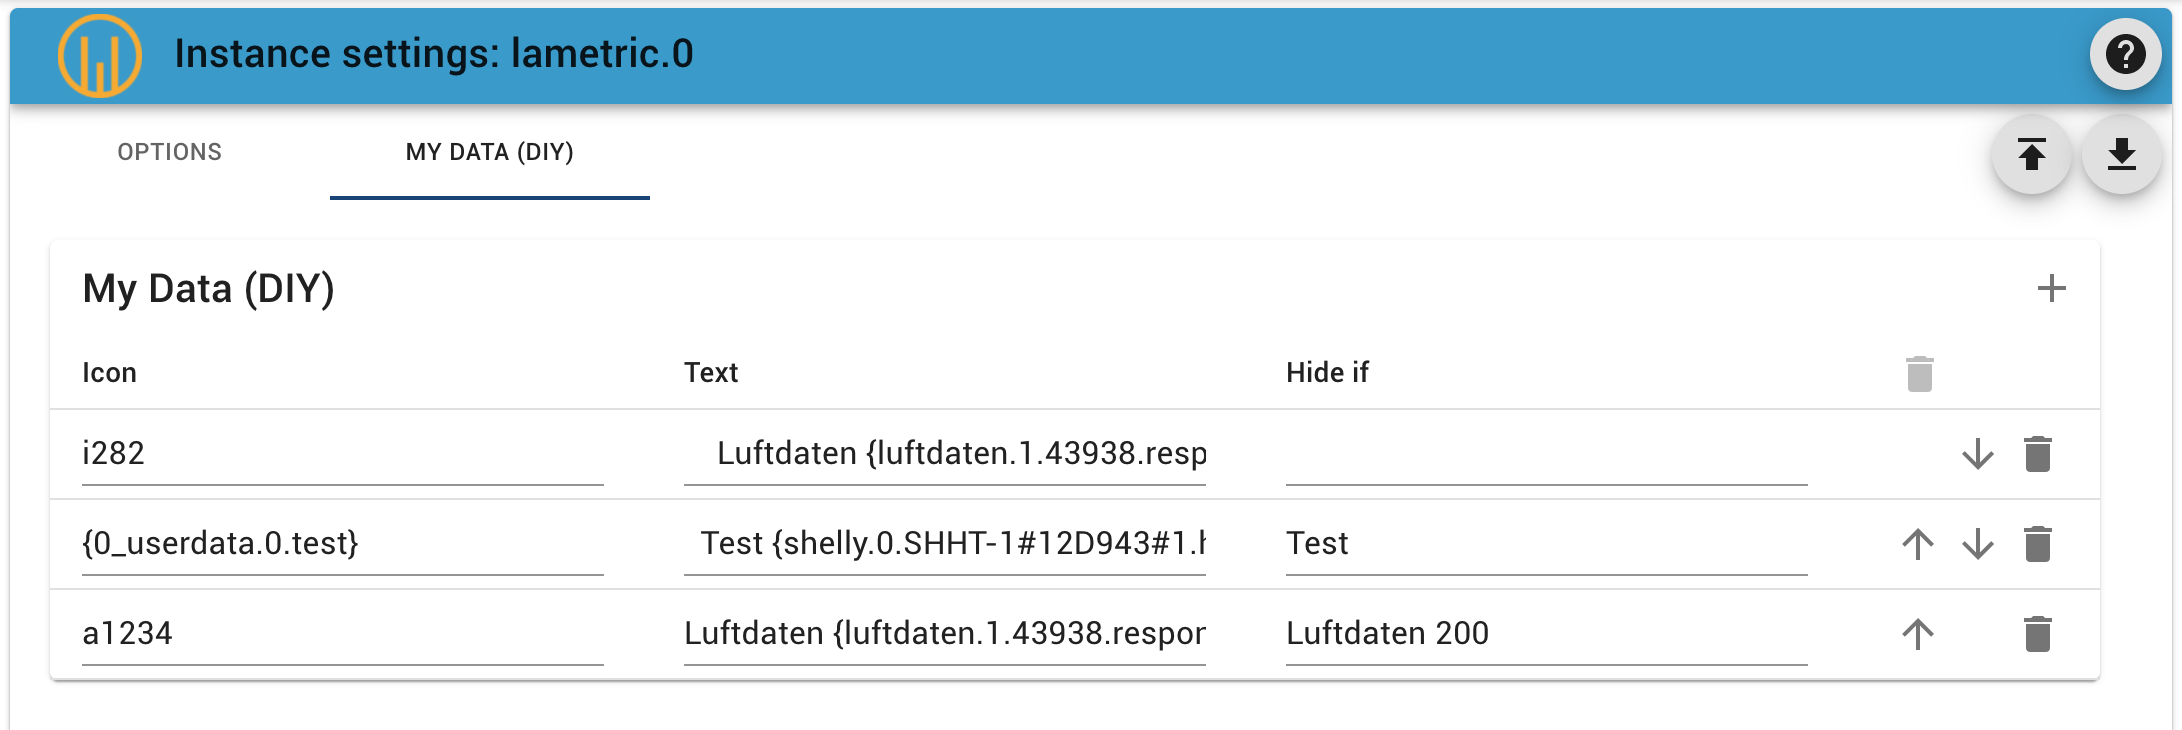 Instance settings: lametric.0
OPTIONS
MY DATA (DIY)
My Data (DIY)
Icon
Text
Hide if
i282
Luftdaten {luftdaten.1.43938.resp
{0_userdata.0.test}
Test {shelly.0.SHHT-1#12D943#1.h
Test
a1234
Luftdaten {luftdaten.1.43938.respon
Luftdaten 200